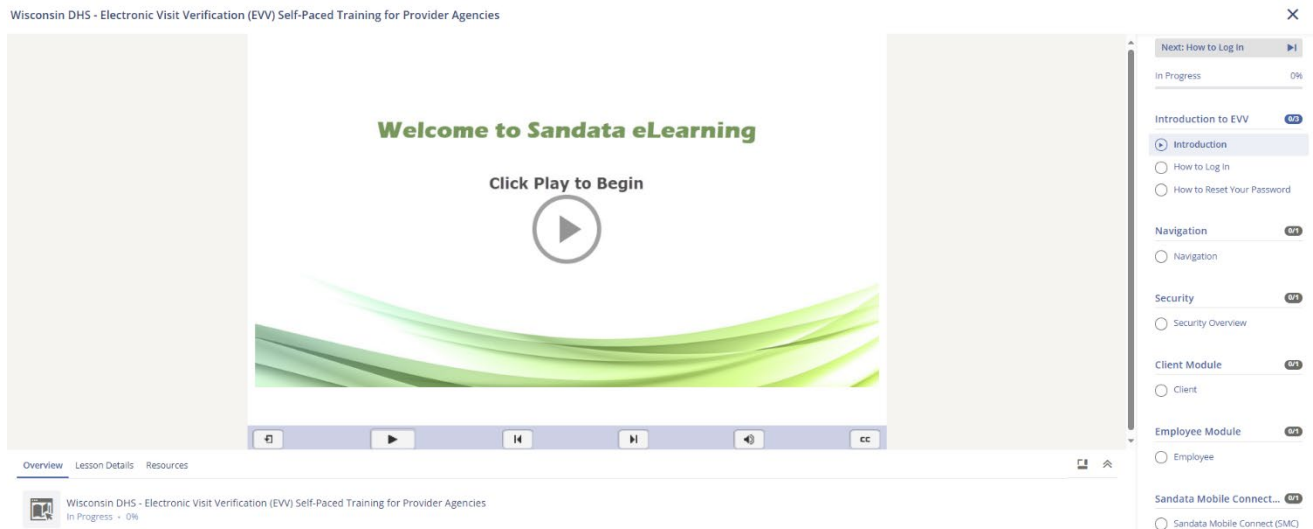 Wisconsin DHS - Electronic Visit Verification (EVV) Self-Paced Training for Provider Agencies
Welcome to Sandata eLearning
Click Play to Begin
CC
Overview Lesson Details Resources
Wisconsin DHS - Electronic Visit Verification (EVV) Self-Paced Training for Provider Agencies
In Progress • 0%
Next: How to Log In
In Progress 0%
Introduction to EVV 0/3
Introduction
How to Log In
How to Reset Your Password
Navigation 0/1
Navigation
Security 0/1
Security Overview
Client Module 0/1
Client
Employee Module 0/1
Employee
Sandata Mobile Connect... 0/1
Sandata Mobile Connect (SMC)